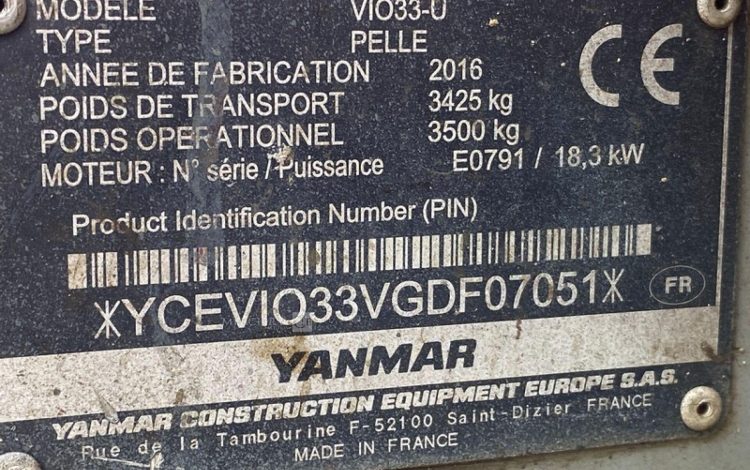 MODELE VIO33-U
TYPE PELLE
ANNEE DE FABRICATION 2016
POIDS DE TRANSPORT 3425 kg
POIDS OPERATIONNEL 3500 kg
MOTEUR : N° série / Puissance E0791 / 18,3 kW
CE
Product Identification Number (PIN)
*YCEVIO33VGDF07051*
FR
YANMAR
YANMAR CONSTRUCTION EQUIPMENT EUROPE S.A.S.
Rue de la Tambourine F-52100 Saint-Dizier FRANCE
MADE IN FRANCE